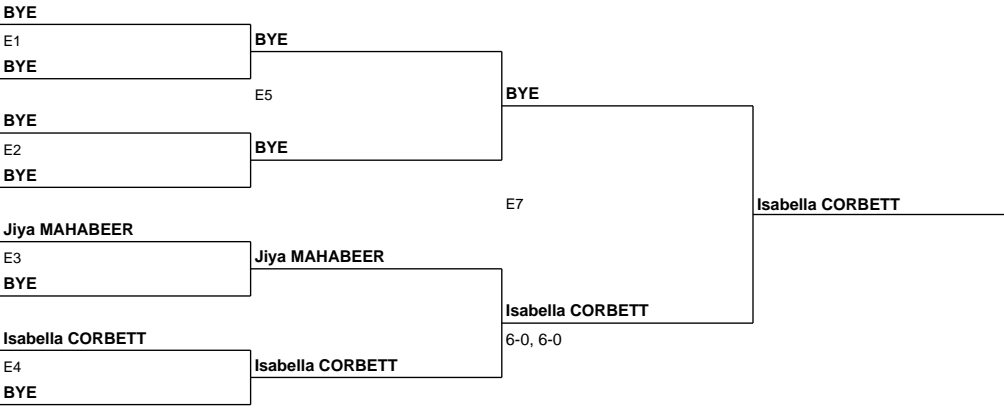 BYE
E1
BYE
BYE
E5
BYE
BYE
E2
BYE
BYE
E7
Isabella CORBETT
Jiya MAHABEER
E3
Jiya MAHABEER
BYE
Isabella CORBETT
6-0, 6-0
Isabella CORBETT
E4
Isabella CORBETT
BYE